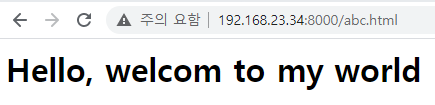 주의 요함 | 192.168.23.34:8000/abc.html
Hello, welcom to my world